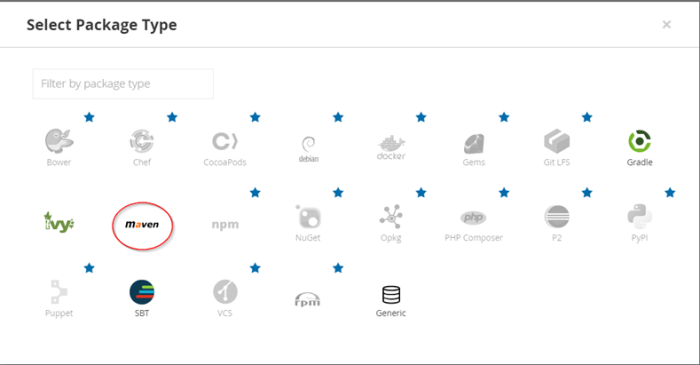 Select Package Type
×
Filter by package type
Bower Chef CocoaPods debian docker Gems Git LFS Gradle
ivy maven npm NuGet Opkg php PHP Composer P2 PyPI
Puppet SBT VCS rpm Generic